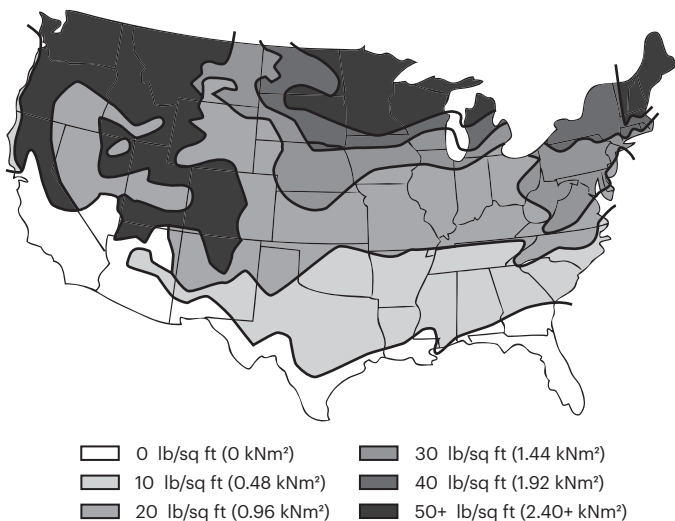 0 lb/sq ft (0 kNm²)
10 lb/sq ft (0.48 kNm²)
20 lb/sq ft (0.96 kNm²)
30 lb/sq ft (1.44 kNm²)
40 lb/sq ft (1.92 kNm²)
50+ lb/sq ft (2.40+ kNm²)